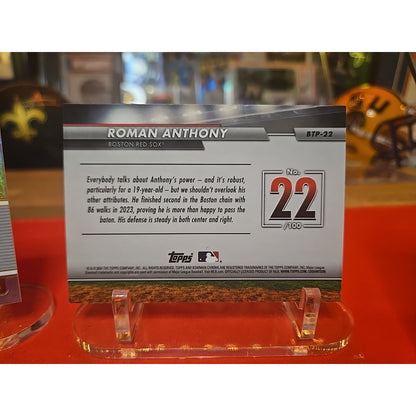 ROMAN ANTHONY
BOSTON RED SOX
BTP-22
Everybody talks about Anthony's power – and it's robust,
particularly for a 19-year-old – but we shouldn't overlook his
other attributes. He finished second in the Boston chain with
86 walks in 2023, proving he is more than happy to pass the
baton. His defense is steady in both center and right.
No.
22
/100
Topps